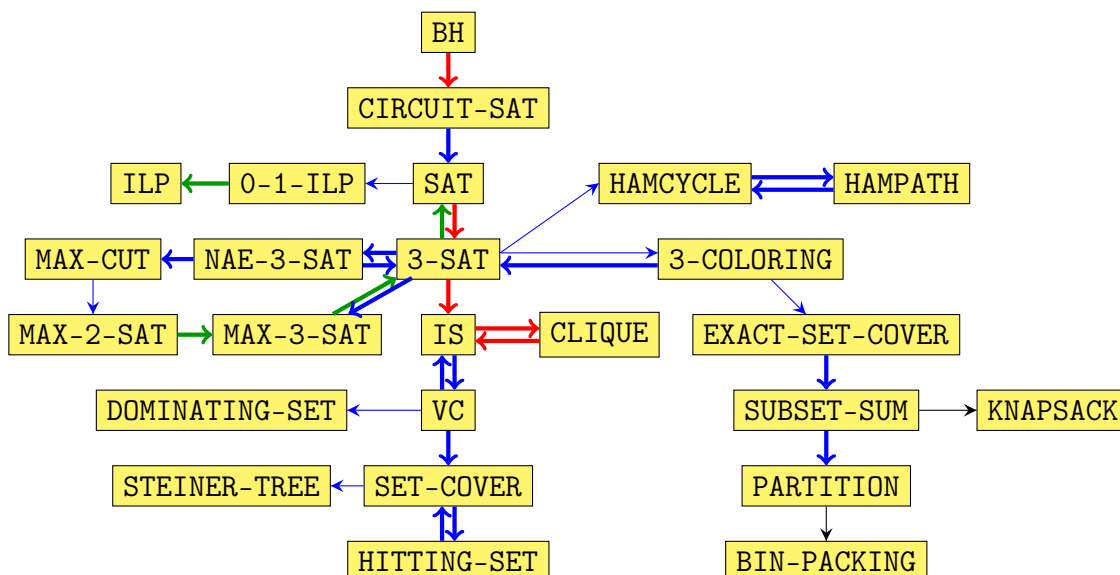 BH
CIRCUIT-SAT
ILP
0-1-ILP
SAT
HAMCYCLE
HAMPATH
MAX-CUT
NAE-3-SAT
3-SAT
3-COLORING
MAX-2-SAT
MAX-3-SAT
IS
CLIQUE
EXACT-SET-COVER
DOMINATING-SET
VC
SUBSET-SUM
KNAPSACK
STEINER-TREE
SET-COVER
PARTITION
HITTING-SET
BIN-PACKING